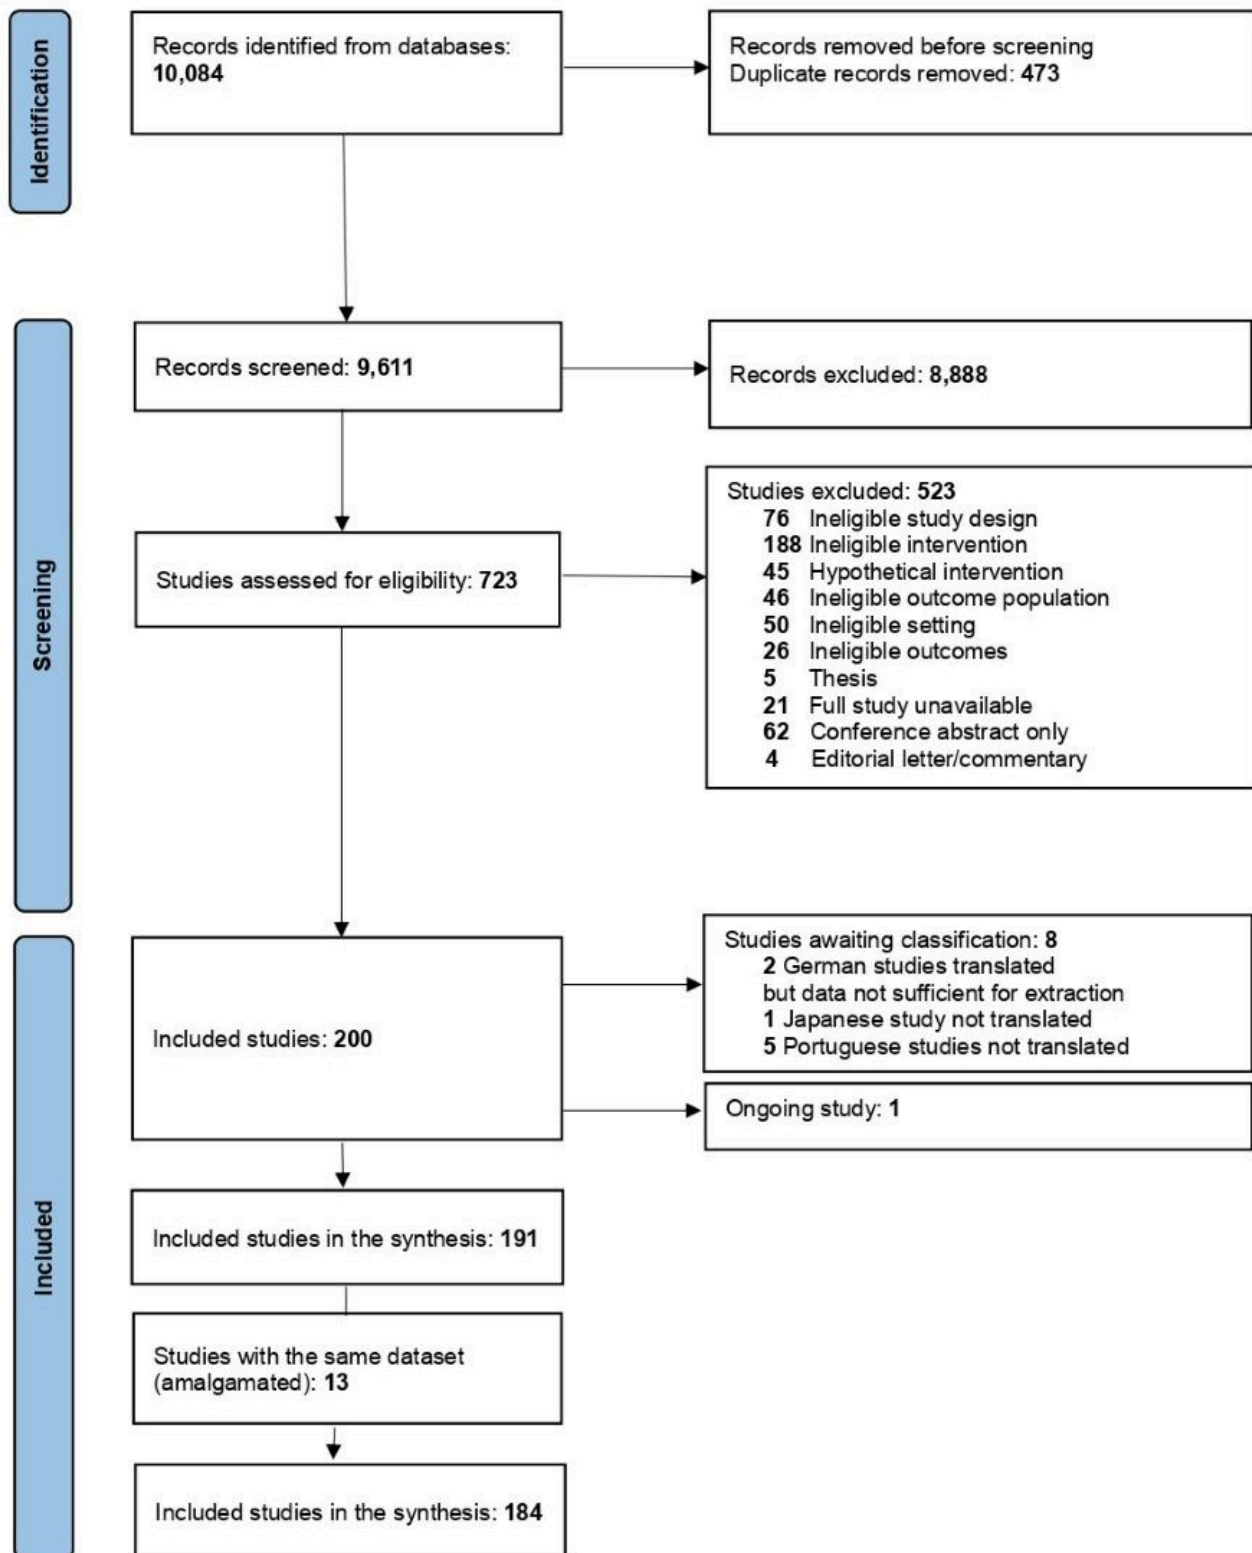 Identification
Records identified from databases:
10,084
Records removed before screening
Duplicate records removed: 473
Screening
Records screened: 9,611
Records excluded: 8,888
Studies assessed for eligibility: 723
Studies excluded: 523
76 Ineligible study design
188 Ineligible intervention
45 Hypothetical intervention
46 Ineligible outcome population
50 Ineligible setting
26 Ineligible outcomes
5 Thesis
21 Full study unavailable
62 Conference abstract only
4 Editorial letter/commentary
Included
Included studies: 200
Studies awaiting classification: 8
2 German studies translated
but data not sufficient for extraction
1 Japanese study not translated
5 Portuguese studies not translated
Ongoing study: 1
Included studies in the synthesis: 191
Studies with the same dataset
(amalgamated): 13
Included studies in the synthesis: 184